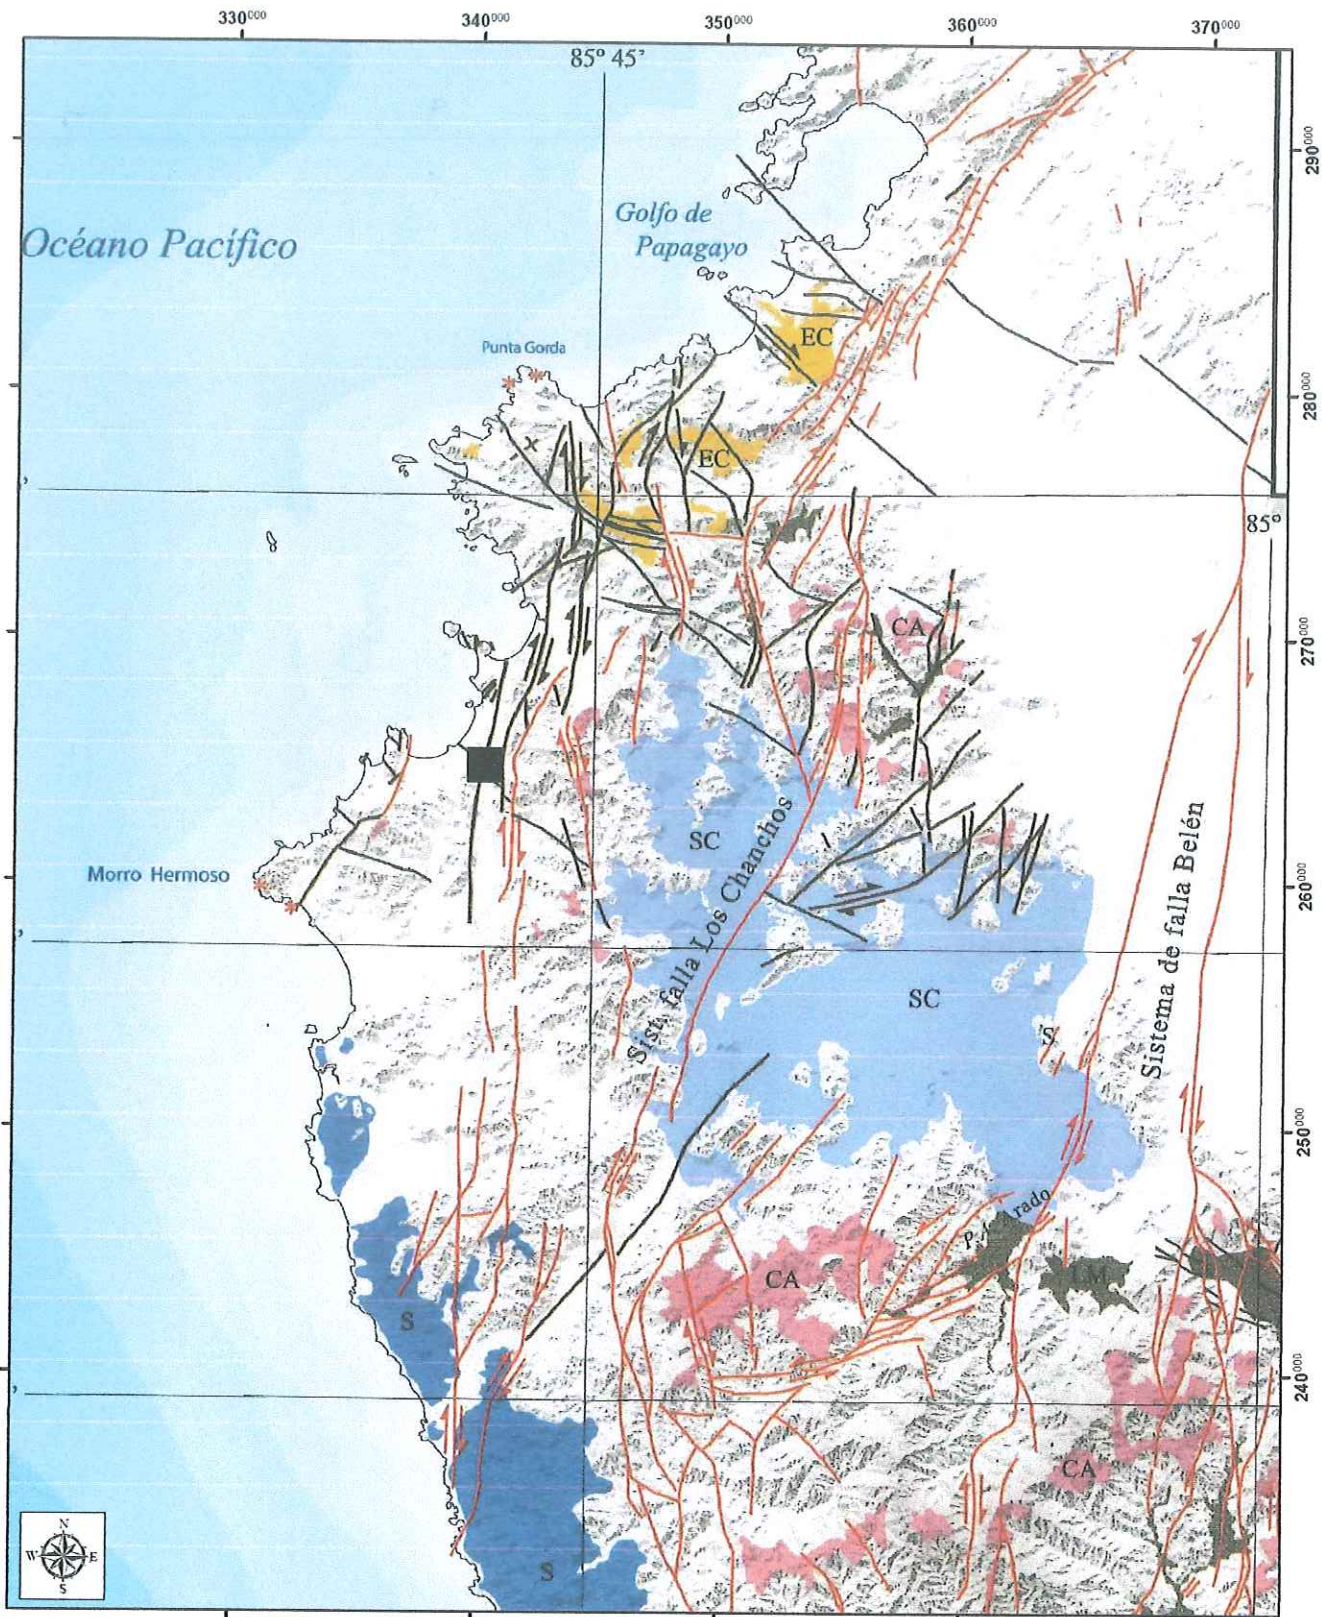 330000
340000
350000
360000
370000
85° 45'
290000
Golfo de
Papagayo
Océano Pacífico
EC
Punta Gorda
280000
EC
85°
CA
270000
SC
Morro Hermoso
260000
Sist. falla Los Chanchos
Sistema de falla Belén
SC
S
250000
rado
CA
LM
S
240000
CA
N
W E
S
S